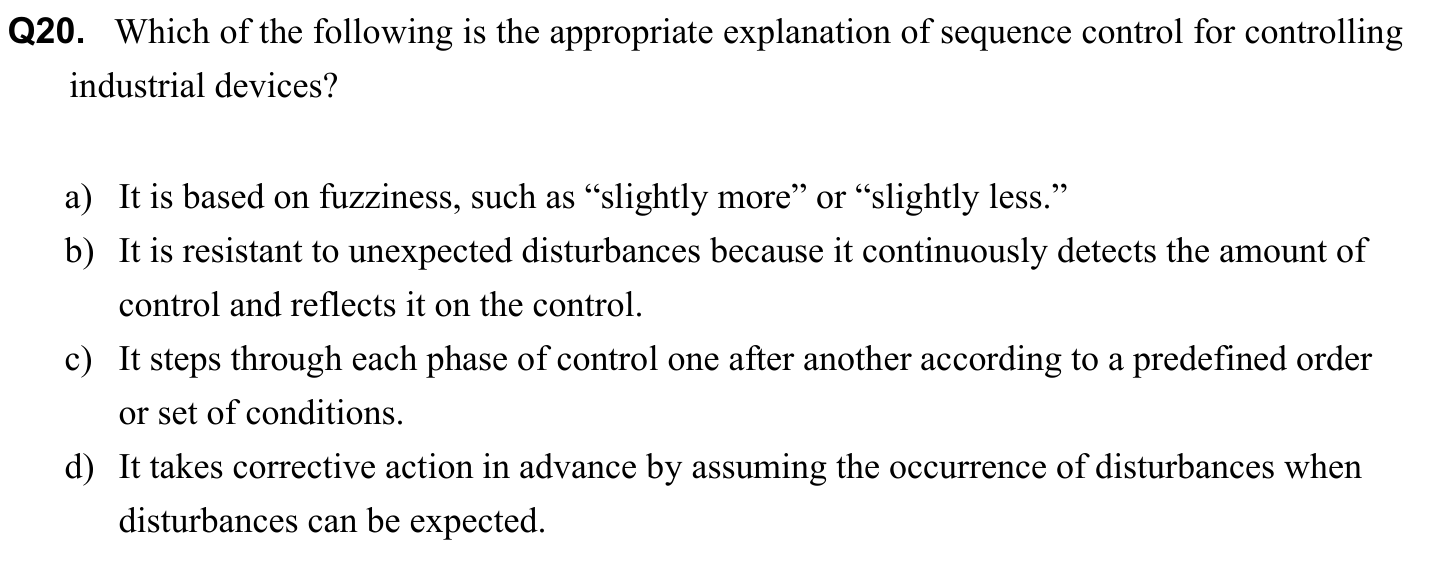 Q20. Which of the following is the appropriate explanation of sequence control for controlling
industrial devices?
a) It is based on fuzziness, such as “slightly more” or “slightly less.”
b) It is resistant to unexpected disturbances because it continuously detects the amount of
control and reflects it on the control.
c) It steps through each phase of control one after another according to a predefined order
or set of conditions.
d) It takes corrective action in advance by assuming the occurrence of disturbances when
disturbances can be expected.